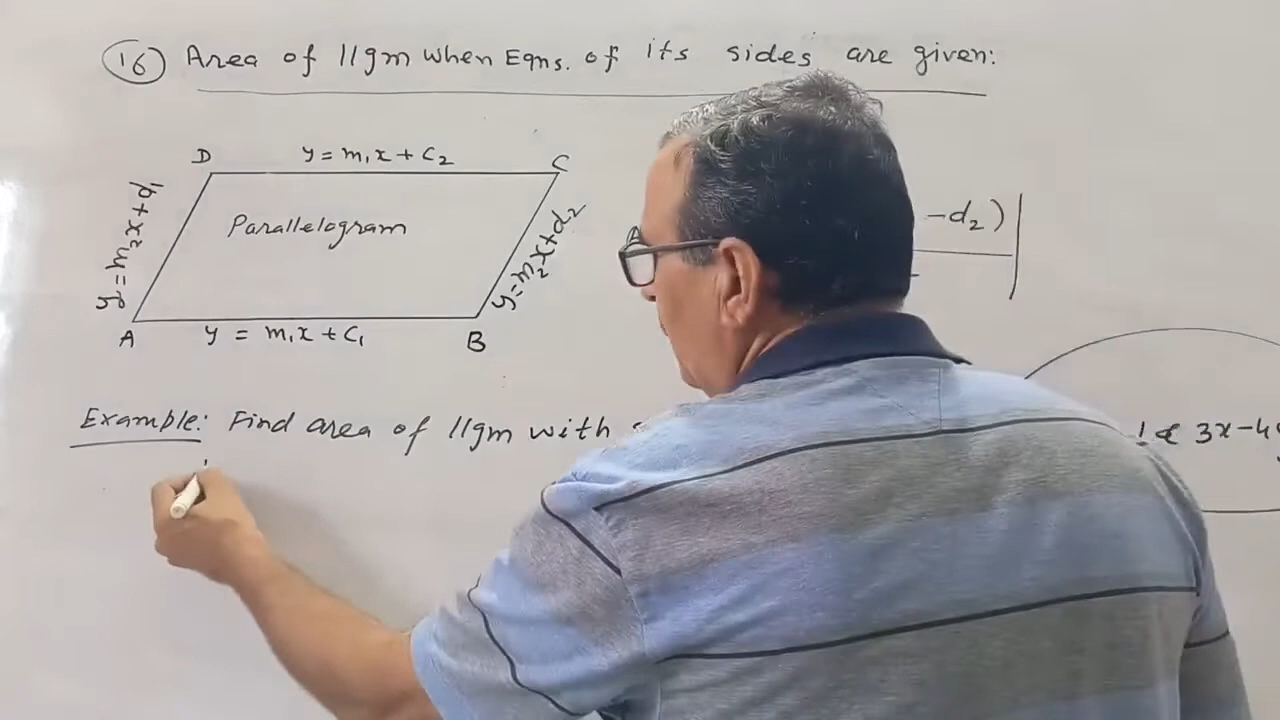 16 Area of ||gm when Eqns. of its sides are given:
D y = m₁x + c₂ C
y = m₂x + d₁
Parallelogram
y = m₂x + d₂
-d₂)|
A y = m₁x + c₁ B
Example: Find area of ||gm with & 3x-4